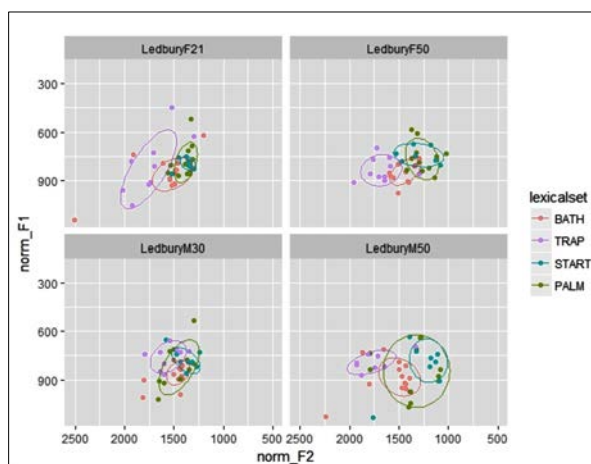 LedburyF21
LedburyF50
300
600
900
norm_F1
LedburyM30
LedburyM50
300
600
900
2500 2000 1500 1000 500
2500 2000 1500 1000 500
norm_F2
lexicalset
BATH
TRAP
START
PALM